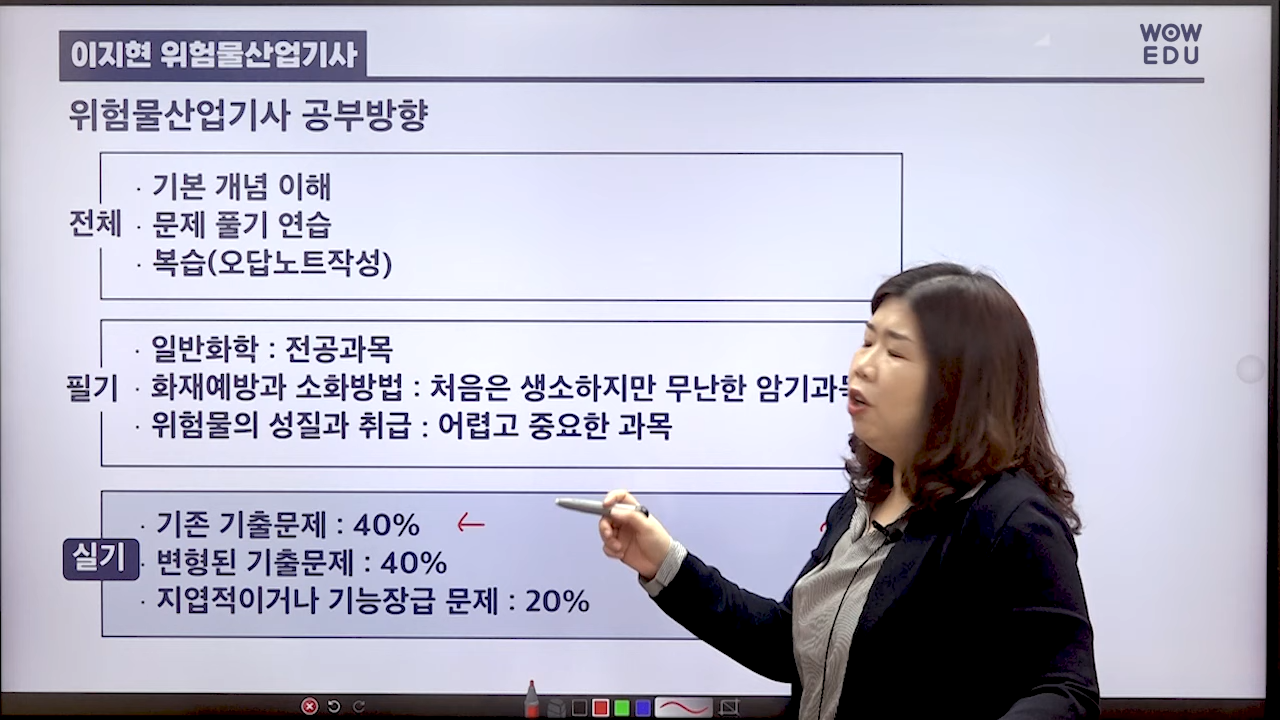 이지현 위험물산업기사
WOW
EDU
위험물산업기사 공부방향
전체
· 기본 개념 이해
· 문제 풀기 연습
· 복습(오답노트작성)
필기
· 일반화학 : 전공과목
· 화재예방과 소화방법 : 처음은 생소하지만 무난한
· 위험물의 성질과 취급 : 어렵고 중요한 과목
실기
· 기존 기출문제 : 40% ←
· 변형된 기출문제 : 40%
· 지엽적이거나 기능장급 문제 : 20%